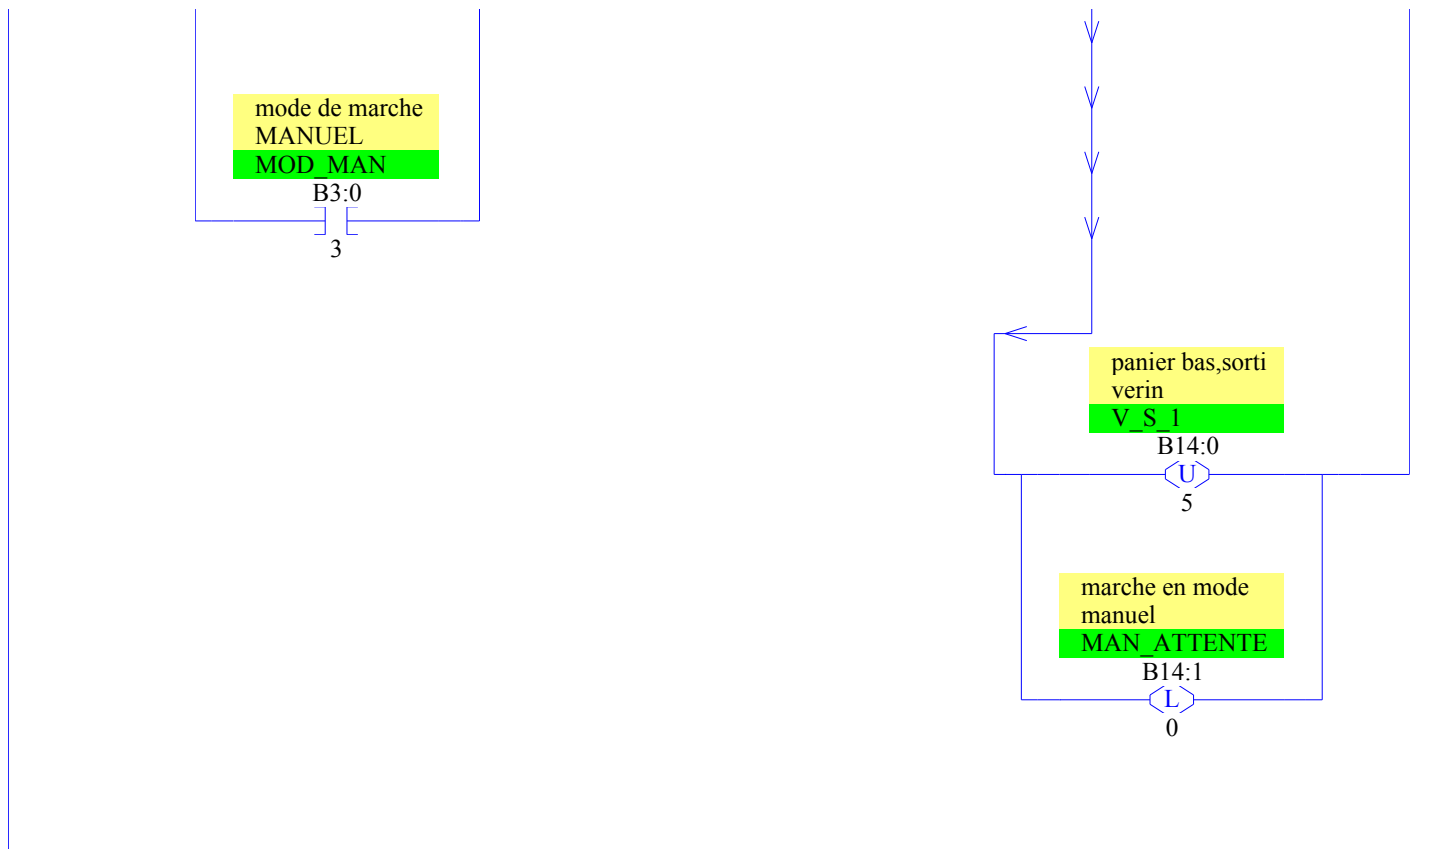 mode de marche
MANUEL
MOD_MAN
B3:0
3
panier bas,sorti
verin
V_S_1
B14:0
U
5
marche en mode
manuel
MAN_ATTENTE
B14:1
L
0